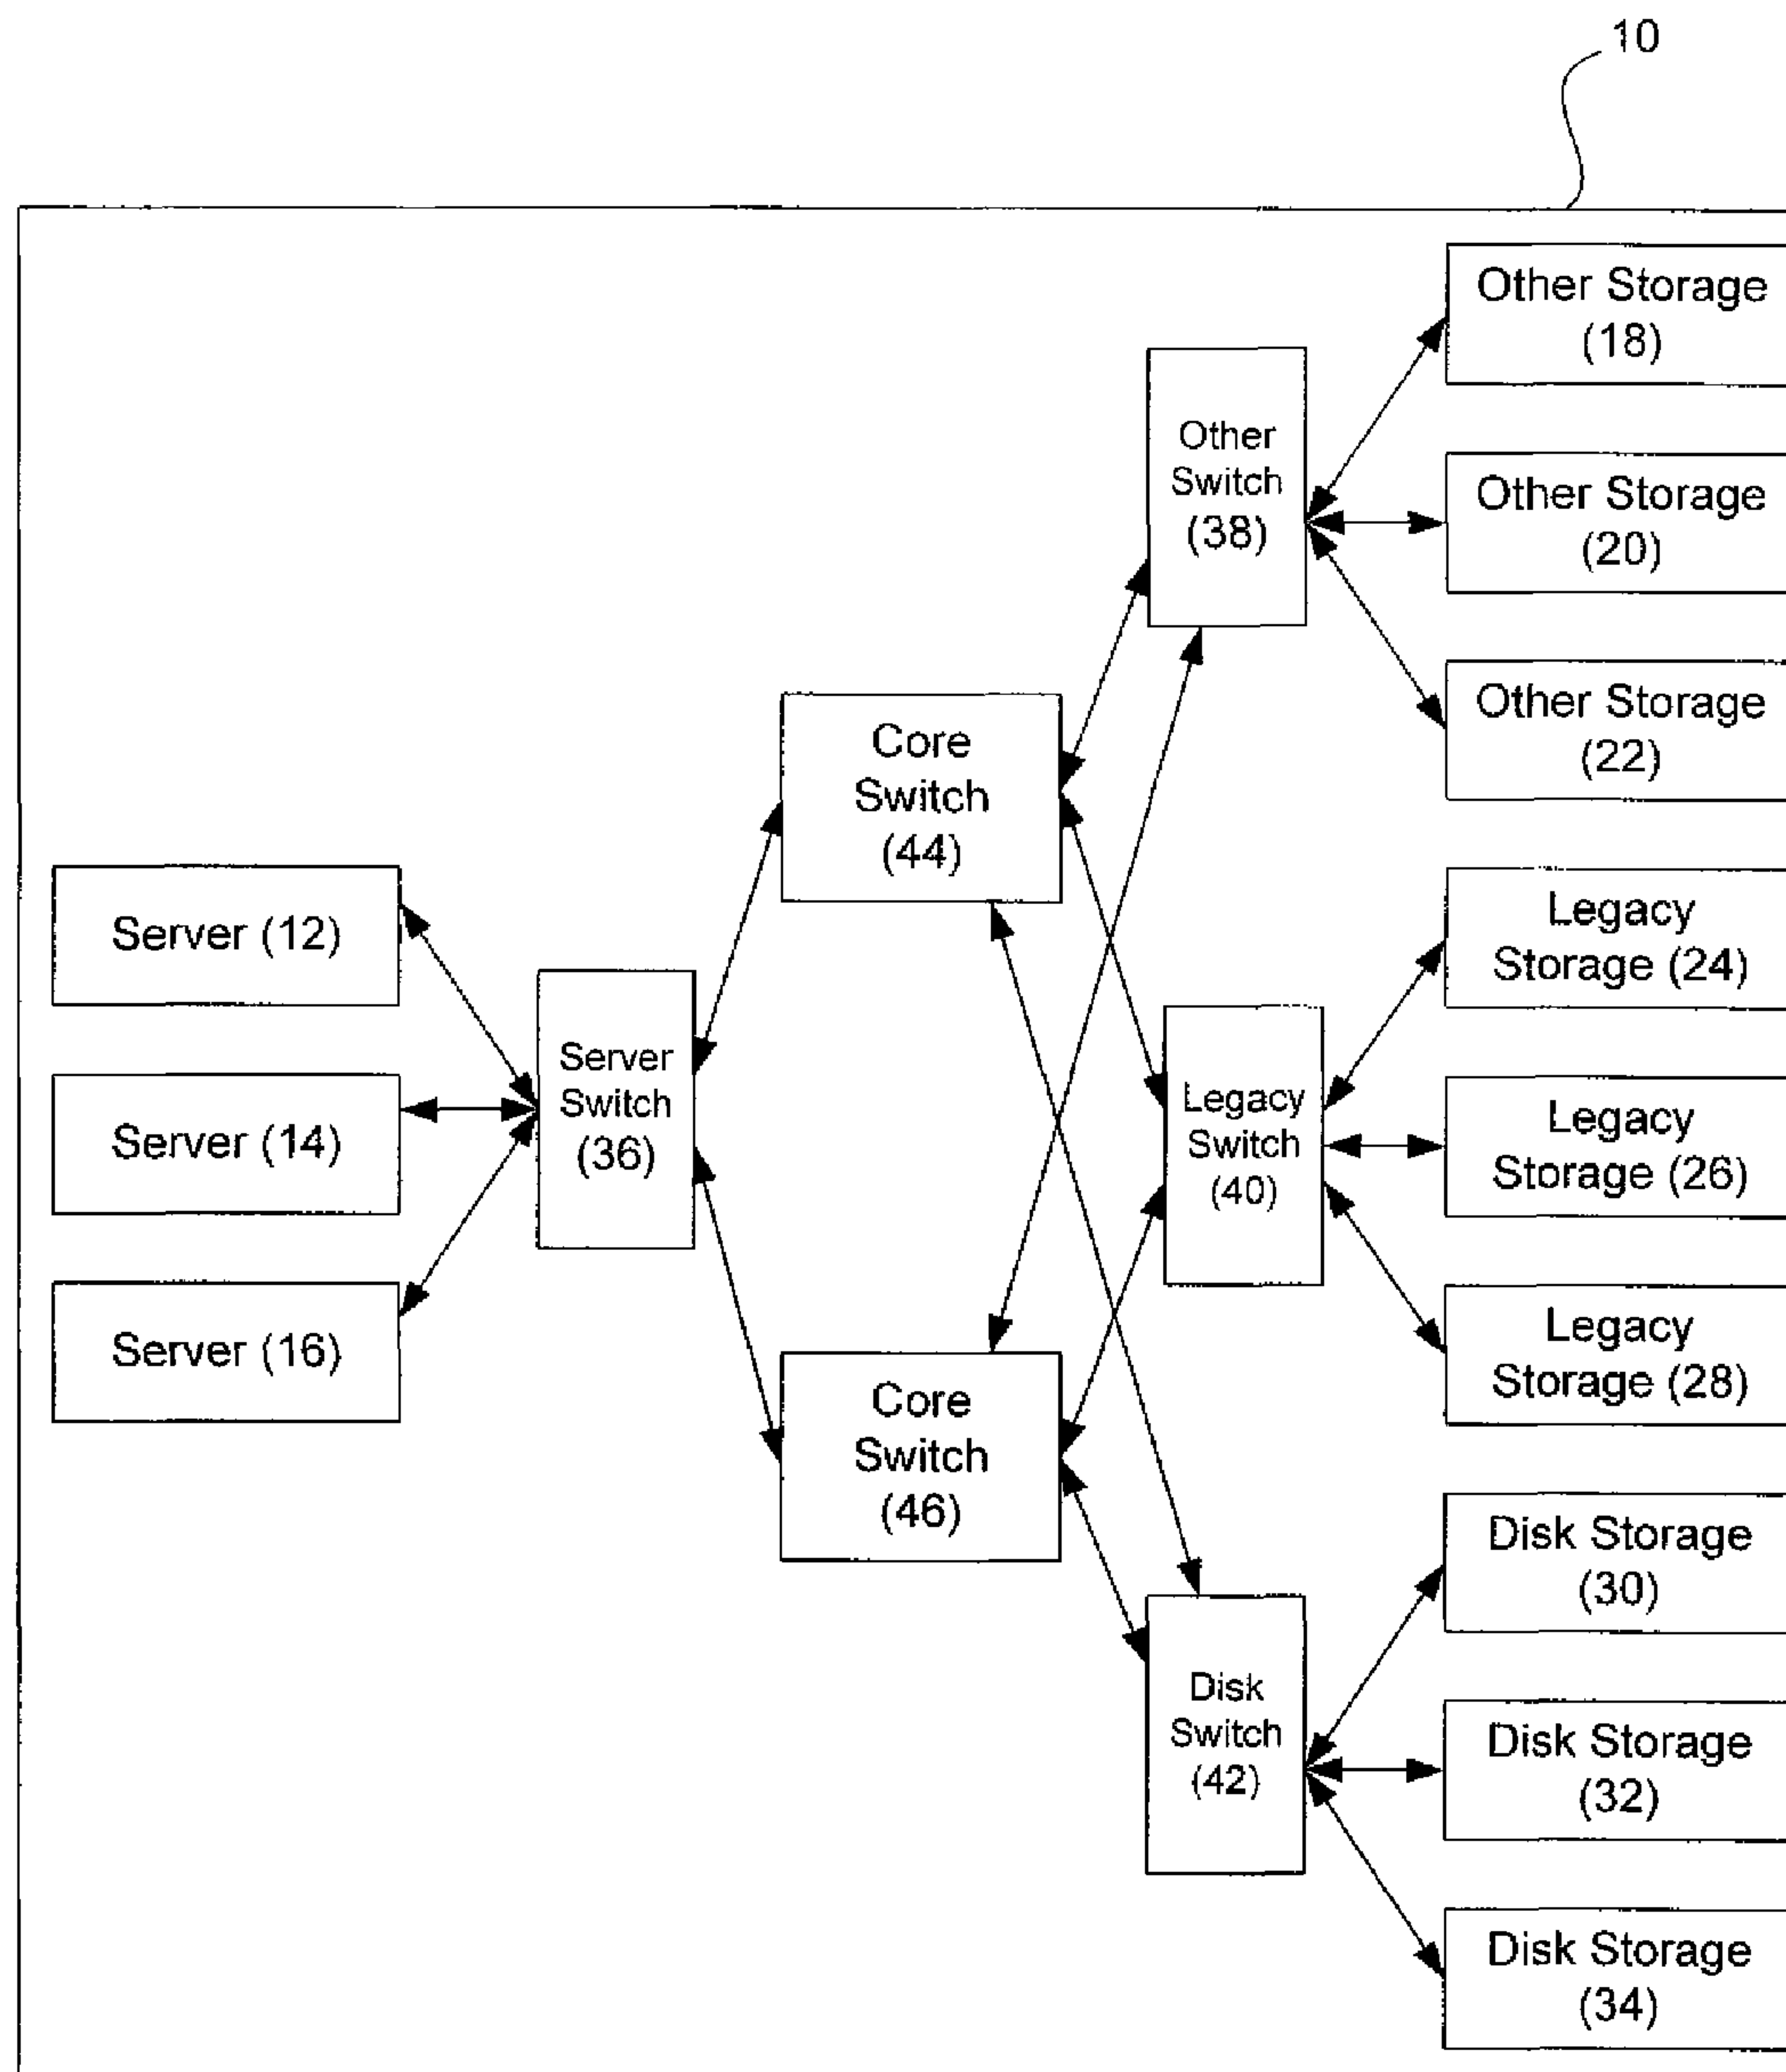 10
Other Storage
(18)
Other
Switch
(38)
Other Storage
(20)
Other Storage
(22)
Core
Switch
(44)
Server (12)
Server (14)
Server (16)
Server
Switch
(36)
Legacy
Storage (24)
Legacy
Switch
(40)
Legacy
Storage (26)
Legacy
Storage (28)
Core
Switch
(46)
Disk Storage
(30)
Disk
Switch
(42)
Disk Storage
(32)
Disk Storage
(34)